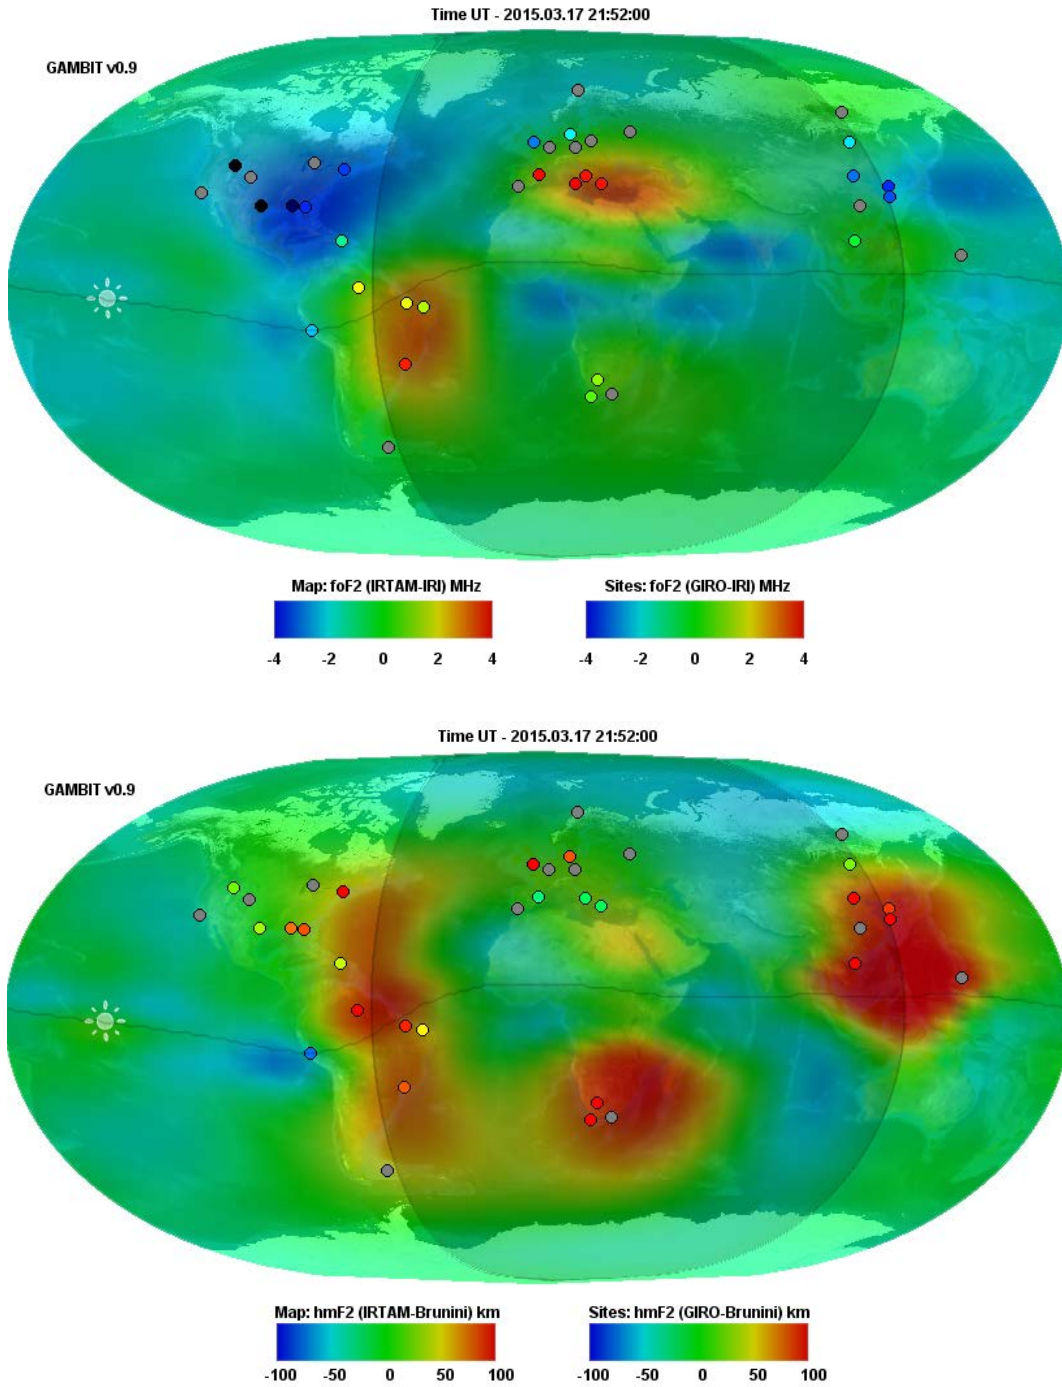 Time UT - 2015.03.17 21:52:00
GAMBIT v0.9
Map: foF2 (IRTAM-IRI) MHz
Sites: foF2 (GIRO-IRI) MHz
-4 -2 0 2 4
-4 -2 0 2 4
Time UT - 2015.03.17 21:52:00
GAMBIT v0.9
Map: hmF2 (IRTAM-Brunini) km
Sites: hmF2 (GIRO-Brunini) km
-100 -50 0 50 100
-100 -50 0 50 100